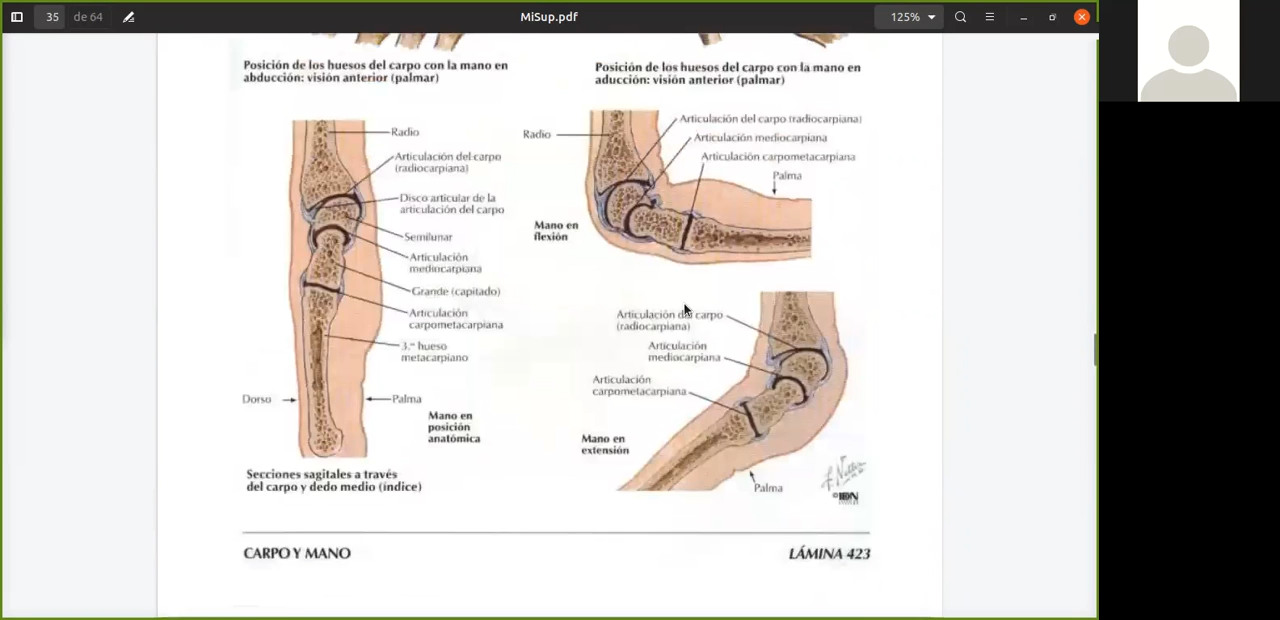 35 de 64
MiSup.pdf
125%
Posición de los huesos del carpo con la mano en
abducción: visión anterior (palmar)
Posición de los huesos del carpo con la mano en
aducción: visión anterior (palmar)
Radio
Articulación del carpo
(radiocarpiana)
Disco articular de la
articulación del carpo
Semilunar
Articulación
mediocarpiana
Grande (capitado)
Articulación
carpometacarpiana
3.er hueso
metacarpiano
Dorso
Palma
Mano en
posición
anatómica
Secciones sagitales a través
del carpo y dedo medio (índice)
Radio
Articulación del carpo (radiocarpiana)
Articulación mediocarpiana
Articulación carpometacarpiana
Palma
Mano en
flexión
Articulación carpo
(radiocarpiana)
Articulación
mediocarpiana
Articulación
carpometacarpiana
Mano en
extensión
Palma
F. Netter
CARPO Y MANO
LÁMINA 423